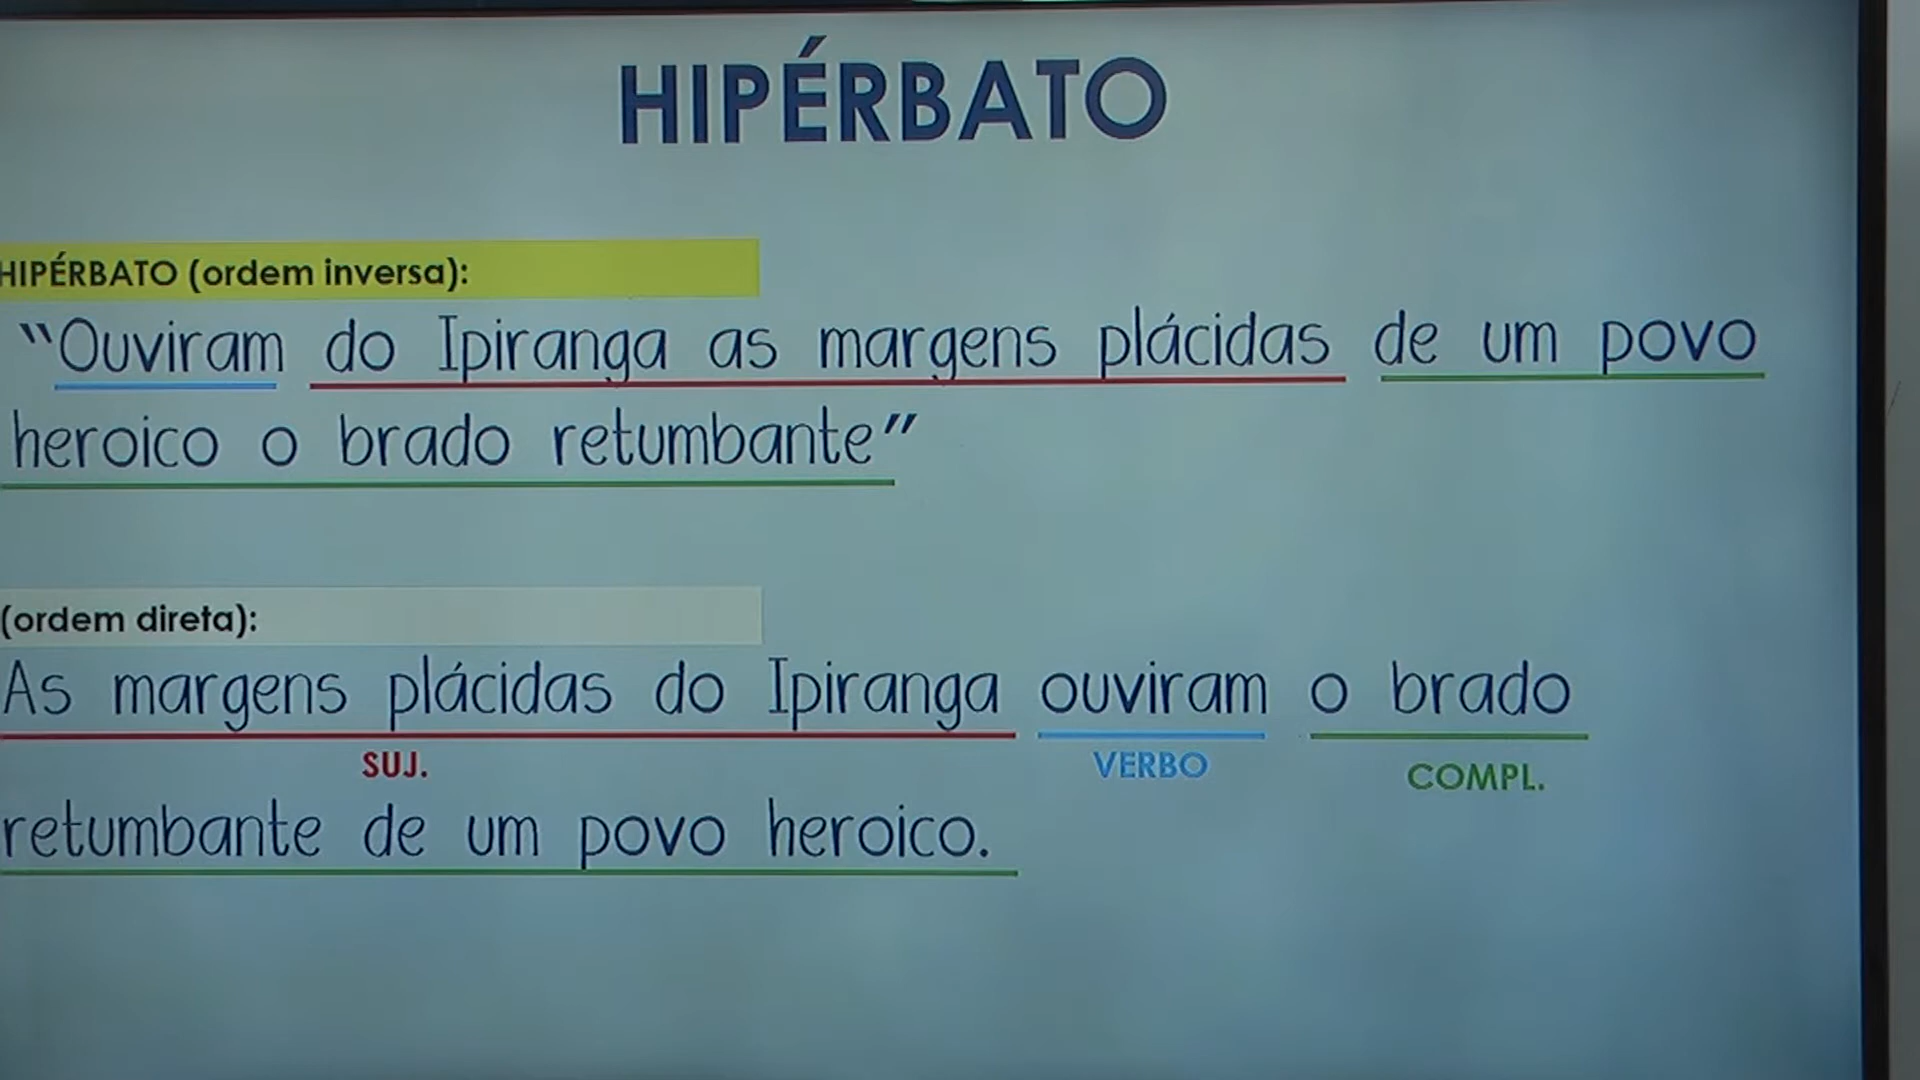 HIPÉRBATO
HIPÉRBATO (ordem inversa):
“Ouviram do Ipiranga as margens plácidas de um povo
heroico o brado retumbante”
(ordem direta):
As margens plácidas do Ipiranga ouviram o brado
SUJ. VERBO COMPL.
retumbante de um povo heroico.